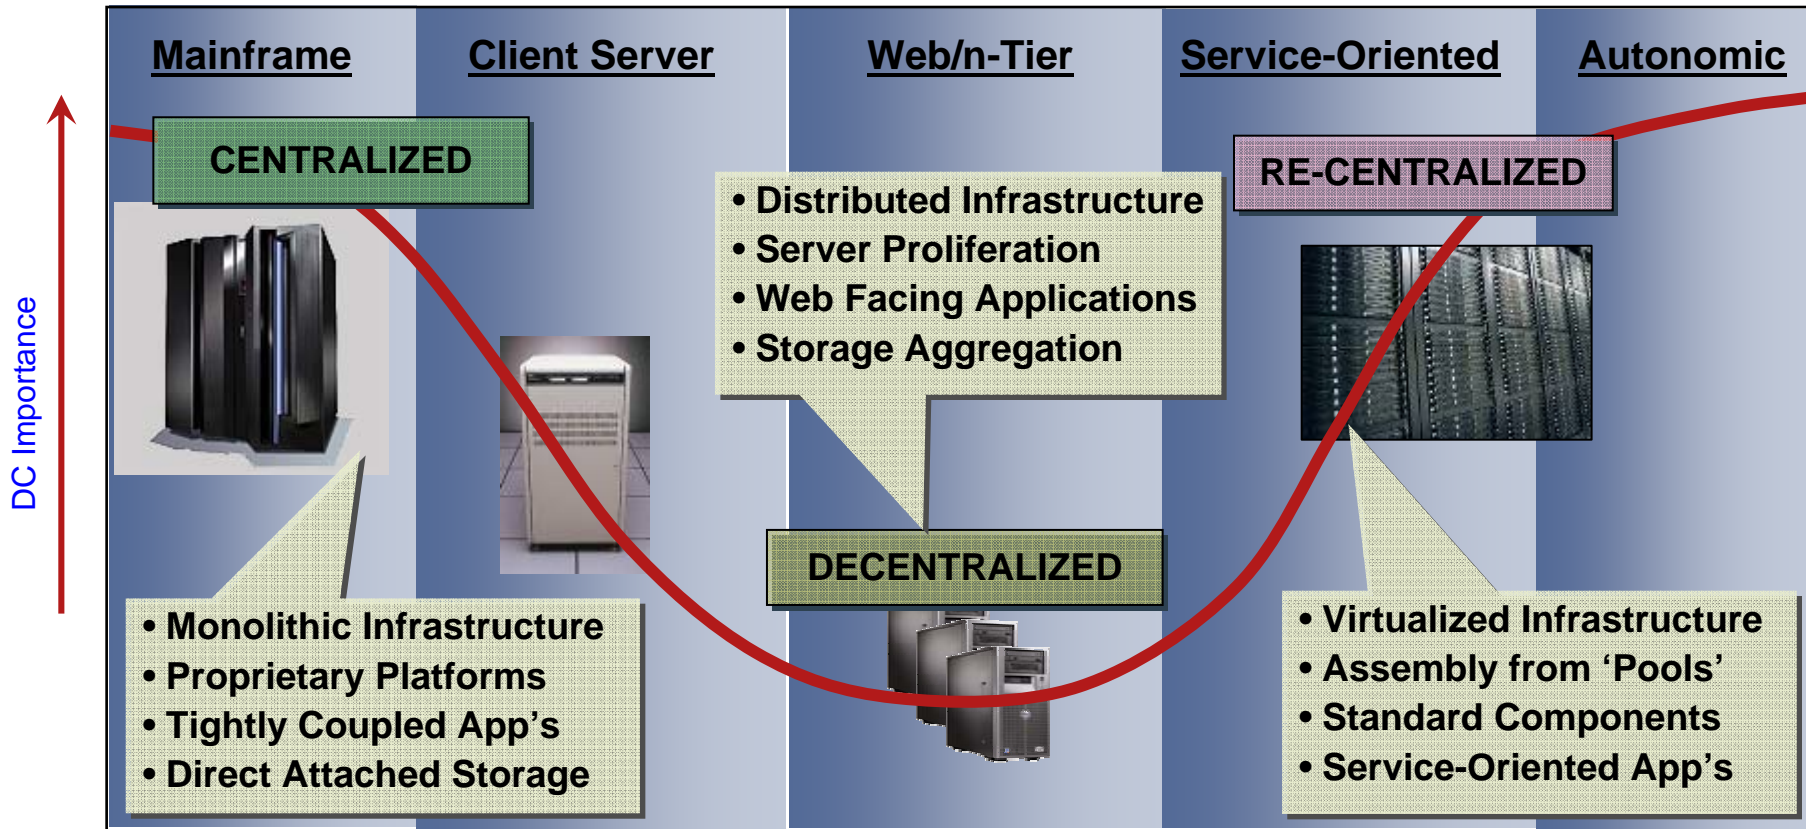 Mainframe
Client Server
Web/n-Tier
Service-Oriented
Autonomic
DC Importance
CENTRALIZED
• Monolithic Infrastructure
• Proprietary Platforms
• Tightly Coupled App’s
• Direct Attached Storage
• Distributed Infrastructure
• Server Proliferation
• Web Facing Applications
• Storage Aggregation
DECENTRALIZED
RE-CENTRALIZED
• Virtualized Infrastructure
• Assembly from ‘Pools’
• Standard Components
• Service-Oriented App’s